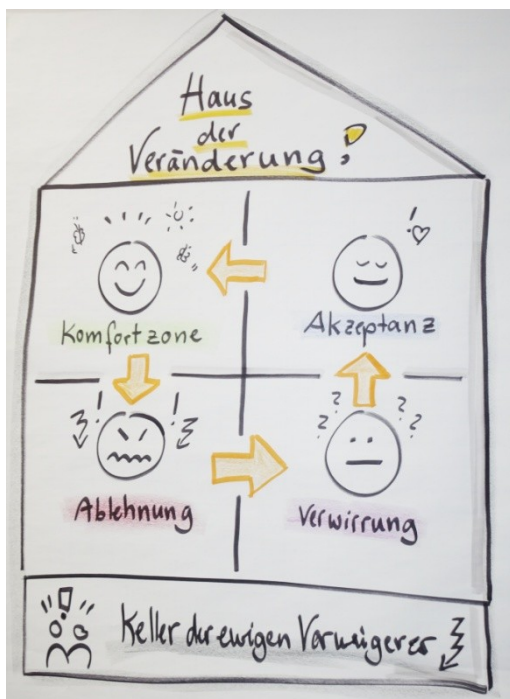 Haus
der
Veränderung!
Komfortzone
Akzeptanz
Ablehnung
Verwirrung
Keller der ewigen Verweigerer